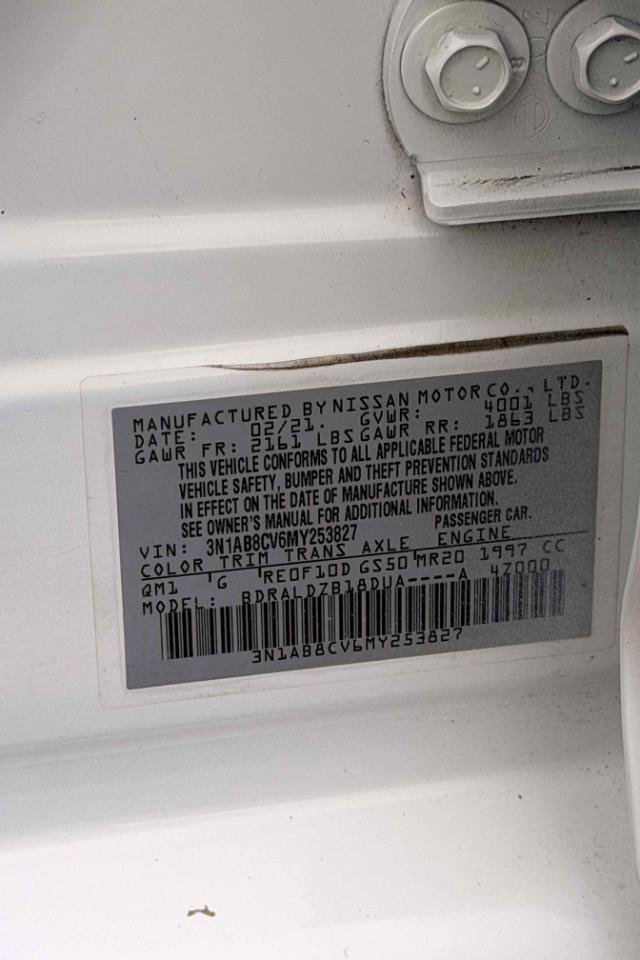 MANUFACTURED BY NISSAN MOTOR CO., LTD.
DATE: 02/21. GVWR: 4001 LBS
GAWR FR: 2161 LBS GAWR RR: 1863 LBS
THIS VEHICLE CONFORMS TO ALL APPLICABLE FEDERAL MOTOR
VEHICLE SAFETY, BUMPER AND THEFT PREVENTION STANDARDS
IN EFFECT ON THE DATE OF MANUFACTURE SHOWN ABOVE.
SEE OWNER'S MANUAL FOR ADDITIONAL INFORMATION.
VIN: 3N1AB8CV6MY253827 PASSENGER CAR.
COLOR TRIM TRANS AXLE ENGINE
QM1 'G 'RE0F10D GS50 MR20 1997 CC
MODEL: BDRALDZB18DUA----A 4Z000
3N1AB8CV6MY253827